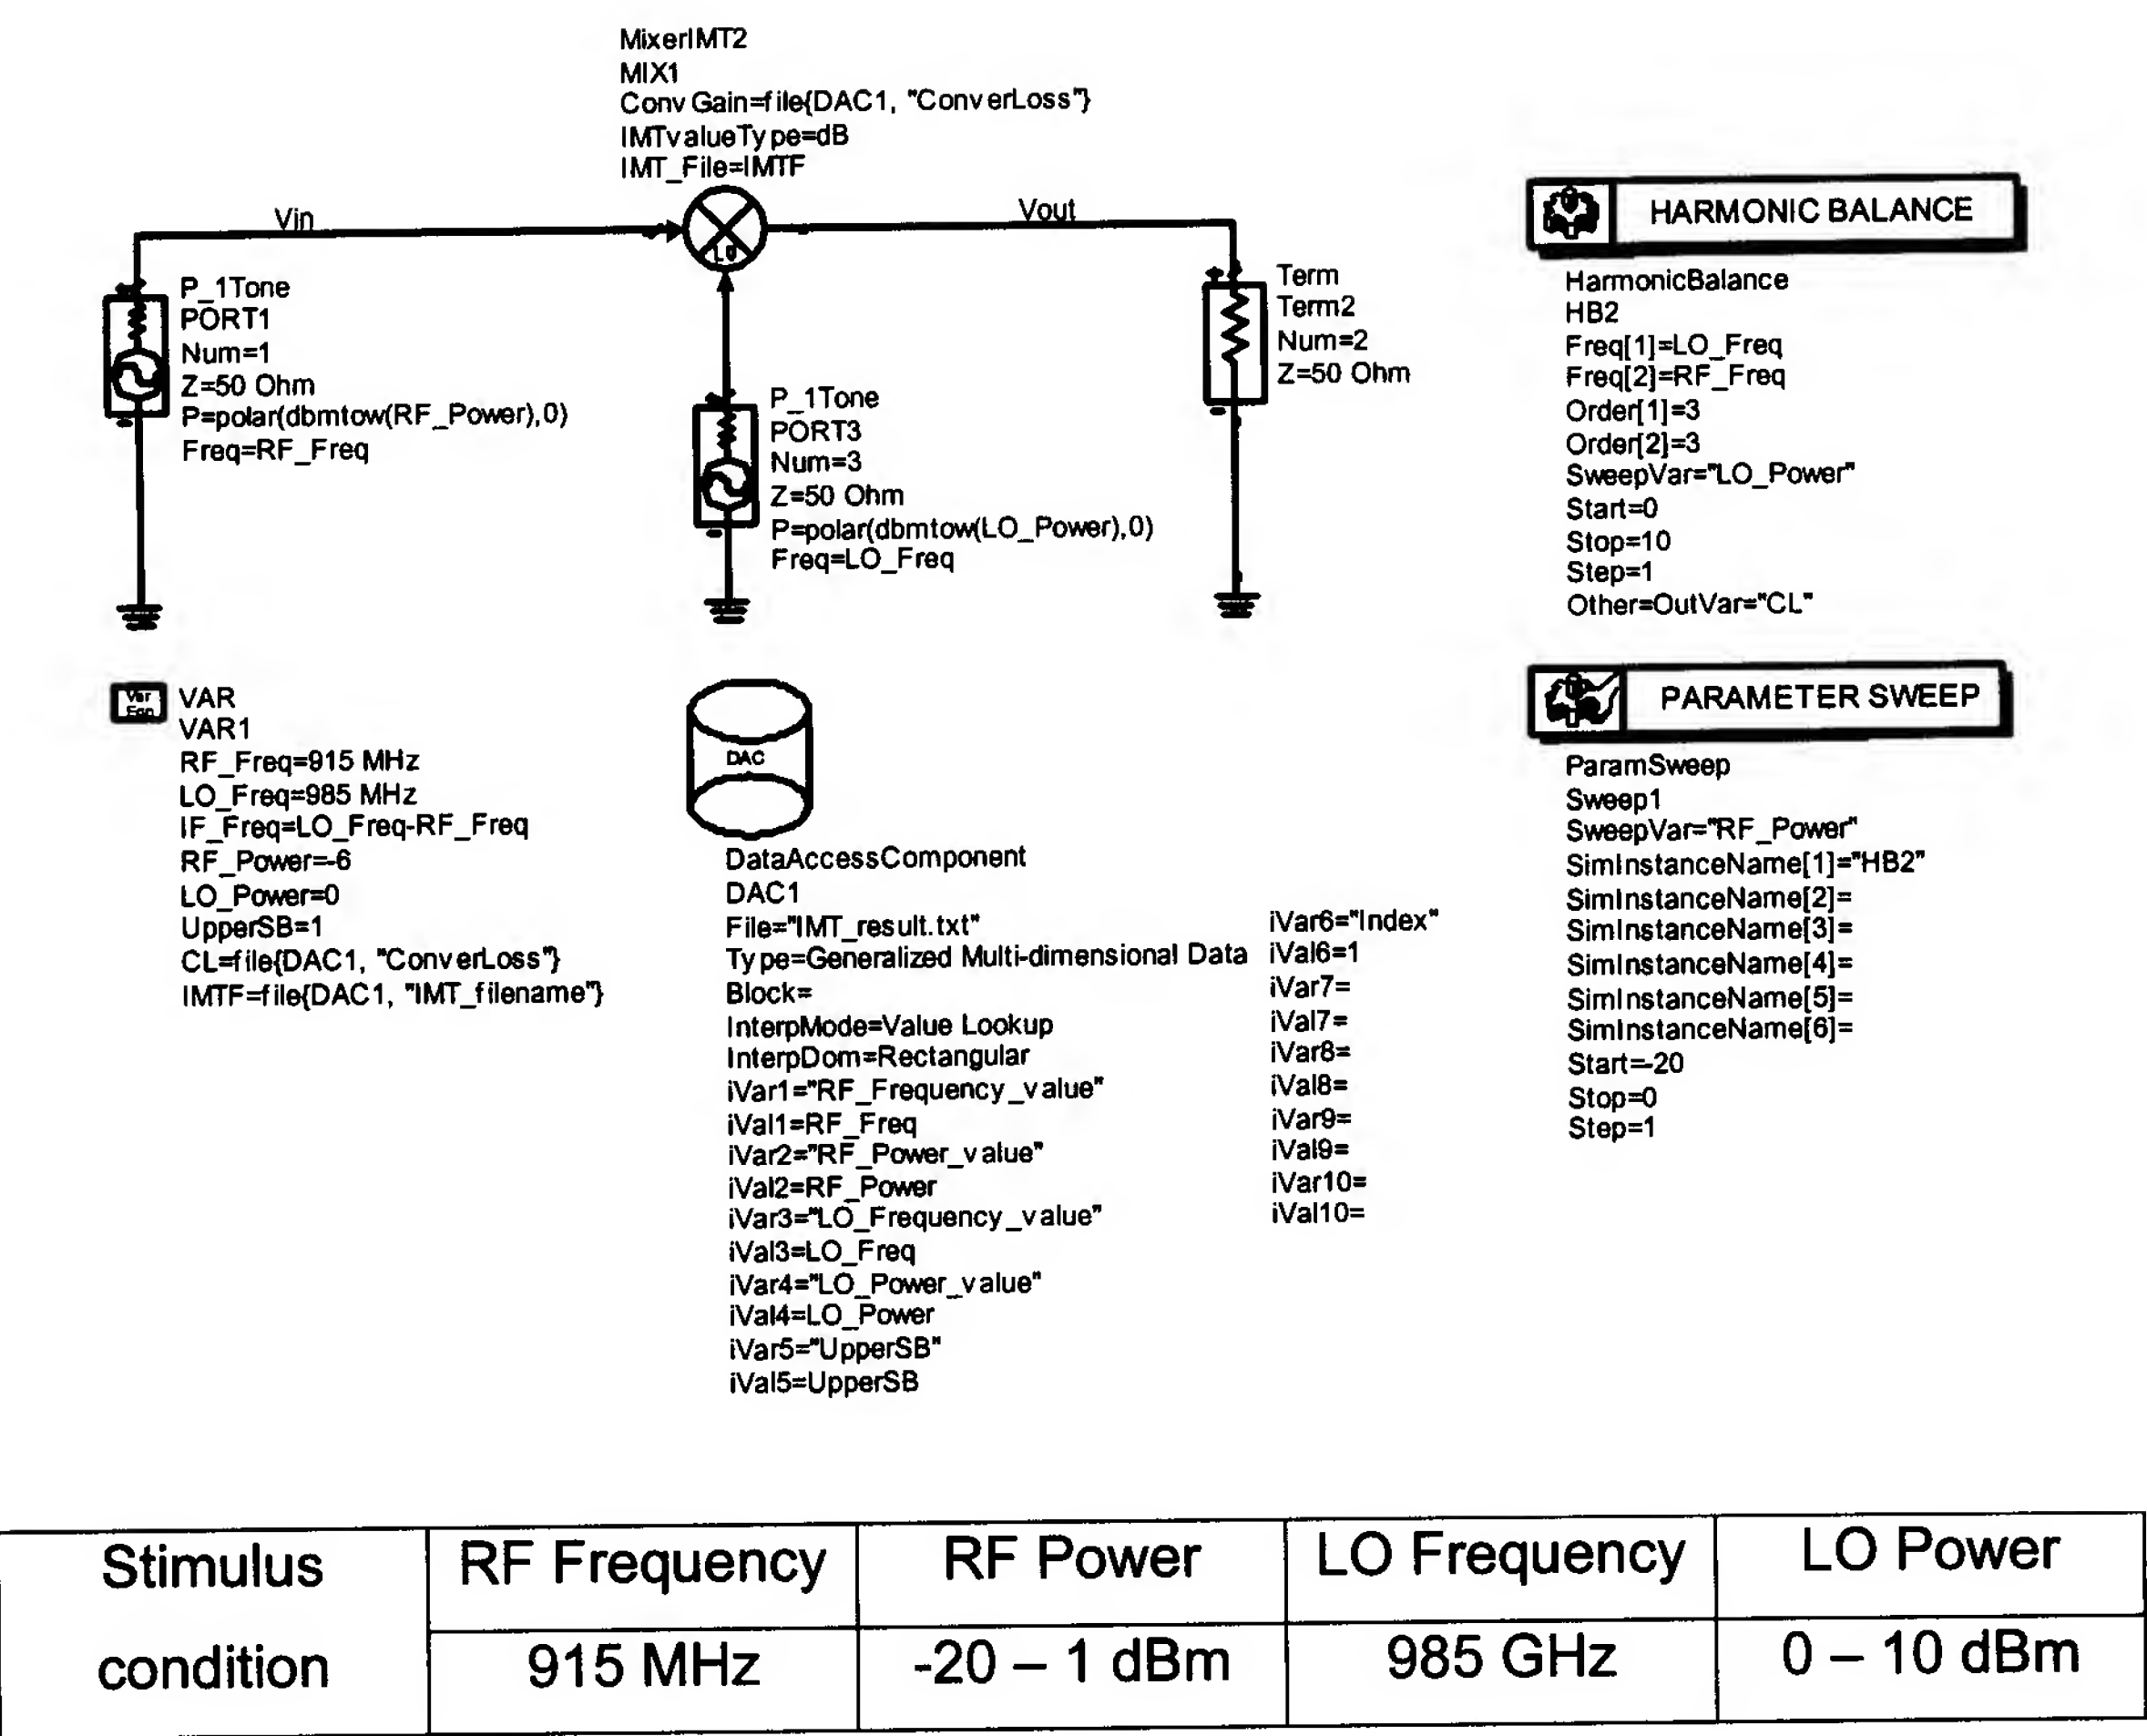 MixerIMT2
MIX1
ConvGain=file{DAC1, "ConverLoss"}
IMTvalueType=dB
IMT_File=IMTF
Vin
Vout
LO
P_1Tone
PORT1
Num=1
Z=50 Ohm
P=polar(dbmtow(RF_Power),0)
Freq=RF_Freq
P_1Tone
PORT3
Num=3
Z=50 Ohm
P=polar(dbmtow(LO_Power),0)
Freq=LO_Freq
Term
Term2
Num=2
Z=50 Ohm
HARMONIC BALANCE
HarmonicBalance
HB2
Freq[1]=LO_Freq
Freq[2]=RF_Freq
Order[1]=3
Order[2]=3
SweepVar="LO_Power"
Start=0
Stop=10
Step=1
Other=OutVar="CL"
Var
Eqn
VAR
VAR1
RF_Freq=915 MHz
LO_Freq=985 MHz
IF_Freq=LO_Freq-RF_Freq
RF_Power=-6
LO_Power=0
UpperSB=1
CL=file{DAC1, "ConverLoss"}
IMTF=file{DAC1, "IMT_filename"}
DAC
DataAccessComponent
DAC1
File="IMT_result.txt"
Type=Generalized Multi-dimensional Data
Block=
InterpMode=Value Lookup
InterpDom=Rectangular
iVar1="RF_Frequency_value"
iVal1=RF_Freq
iVar2="RF_Power_value"
iVal2=RF_Power
iVar3="LO_Frequency_value"
iVal3=LO_Freq
iVar4="LO_Power_value"
iVal4=LO_Power
iVar5="UpperSB"
iVal5=UpperSB
iVar6="Index"
iVal6=1
iVar7=
iVal7=
iVar8=
iVal8=
iVar9=
iVal9=
iVar10=
iVal10=
PARAMETER SWEEP
ParamSweep
Sweep1
SweepVar="RF_Power"
SimInstanceName[1]="HB2"
SimInstanceName[2]=
SimInstanceName[3]=
SimInstanceName[4]=
SimInstanceName[5]=
SimInstanceName[6]=
Start=-20
Stop=0
Step=1
Stimulus condition
RF Frequency
RF Power
LO Frequency
LO Power
915 MHz
-20 – 1 dBm
985 GHz
0 – 10 dBm